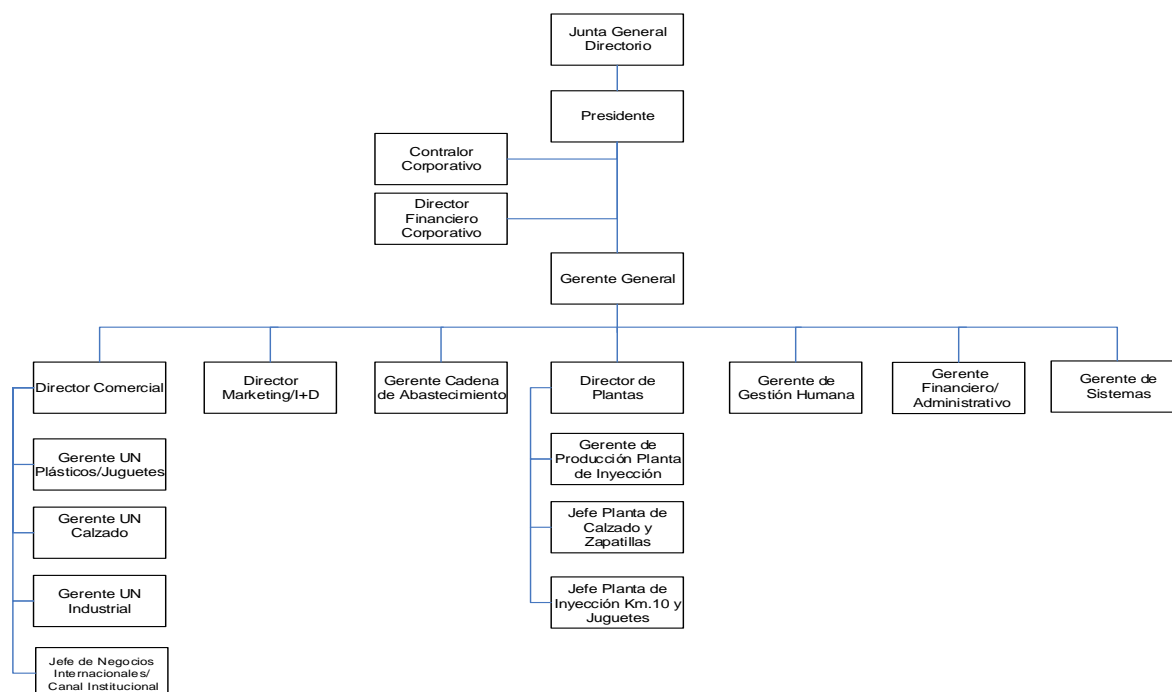 Junta General
Directorio
Presidente
Contralor
Corporativo
Director
Financiero
Corporativo
Gerente General
Director Comercial
Director
Marketing/I+D
Gerente Cadena
de Abastecimiento
Director de
Plantas
Gerente de
Gestión Humana
Gerente
Financiero/
Administrativo
Gerente de
Sistemas
Gerente UN
Plásticos/Juguetes
Gerente UN
Calzado
Gerente UN
Industrial
Jefe de Negocios
Internacionales/
Canal Institucional
Gerente de
Producción Planta
de Inyección
Jefe Planta de
Calzado y
Zapatillas
Jefe Planta de
Inyección Km.10 y
Juguetes